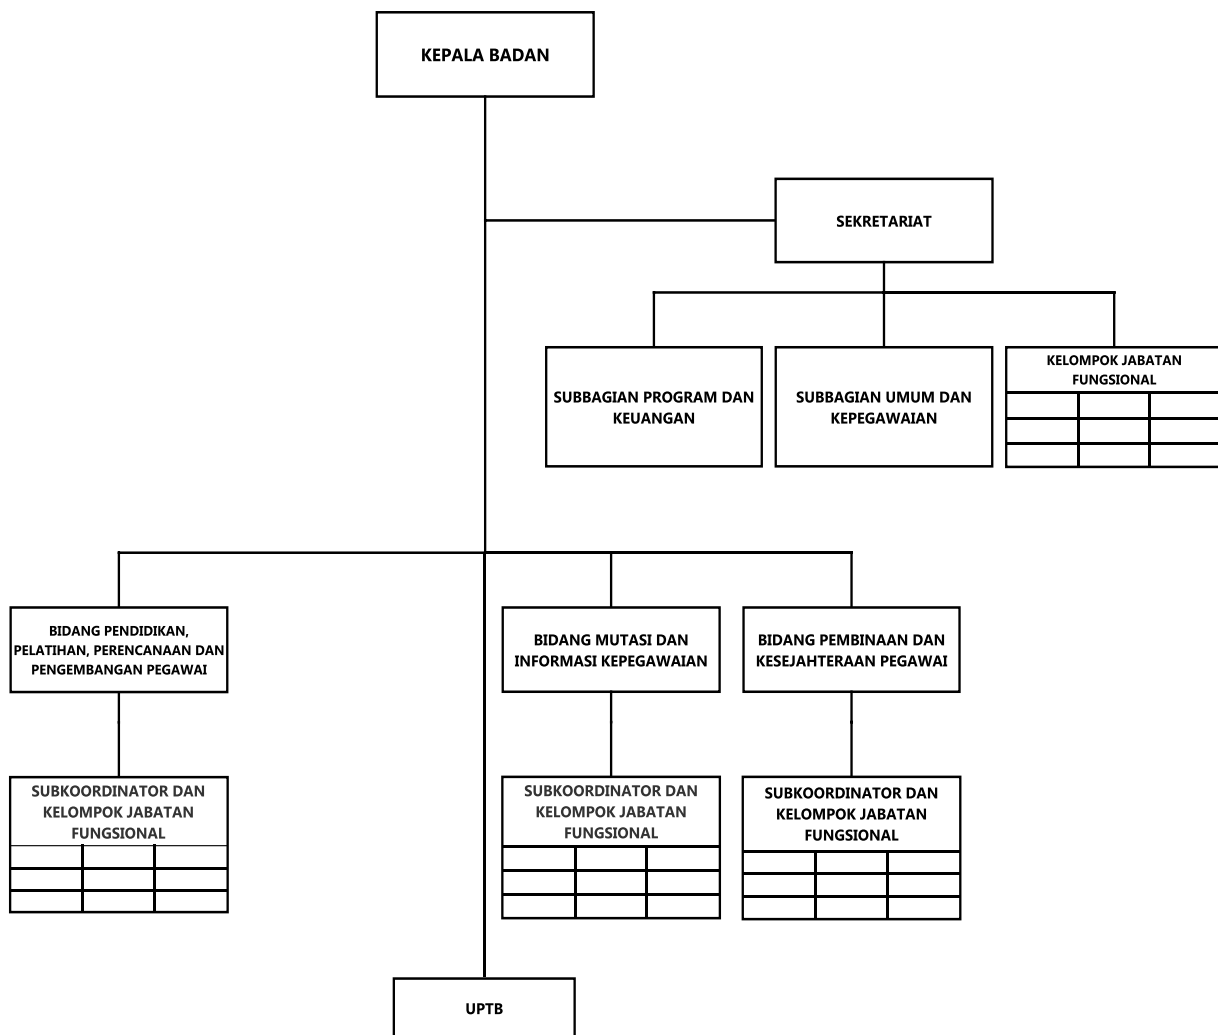 KEPALA BADAN
SEKRETARIAT
SUBBAGIAN PROGRAM DAN
KEUANGAN
SUBBAGIAN UMUM DAN
KEPEGAWAIAN
KELOMPOK JABATAN
FUNGSIONAL
BIDANG PENDIDIKAN,
PELATIHAN, PERENCANAAN DAN
PENGEMBANGAN PEGAWAI
BIDANG MUTASI DAN
INFORMASI KEPEGAWAIAN
BIDANG PEMBINAAN DAN
KESEJAHTERAAN PEGAWAI
SUBKOORDINATOR DAN
KELOMPOK JABATAN
FUNGSIONAL
SUBKOORDINATOR DAN
KELOMPOK JABATAN
FUNGSIONAL
SUBKOORDINATOR DAN
KELOMPOK JABATAN
FUNGSIONAL
UPTB